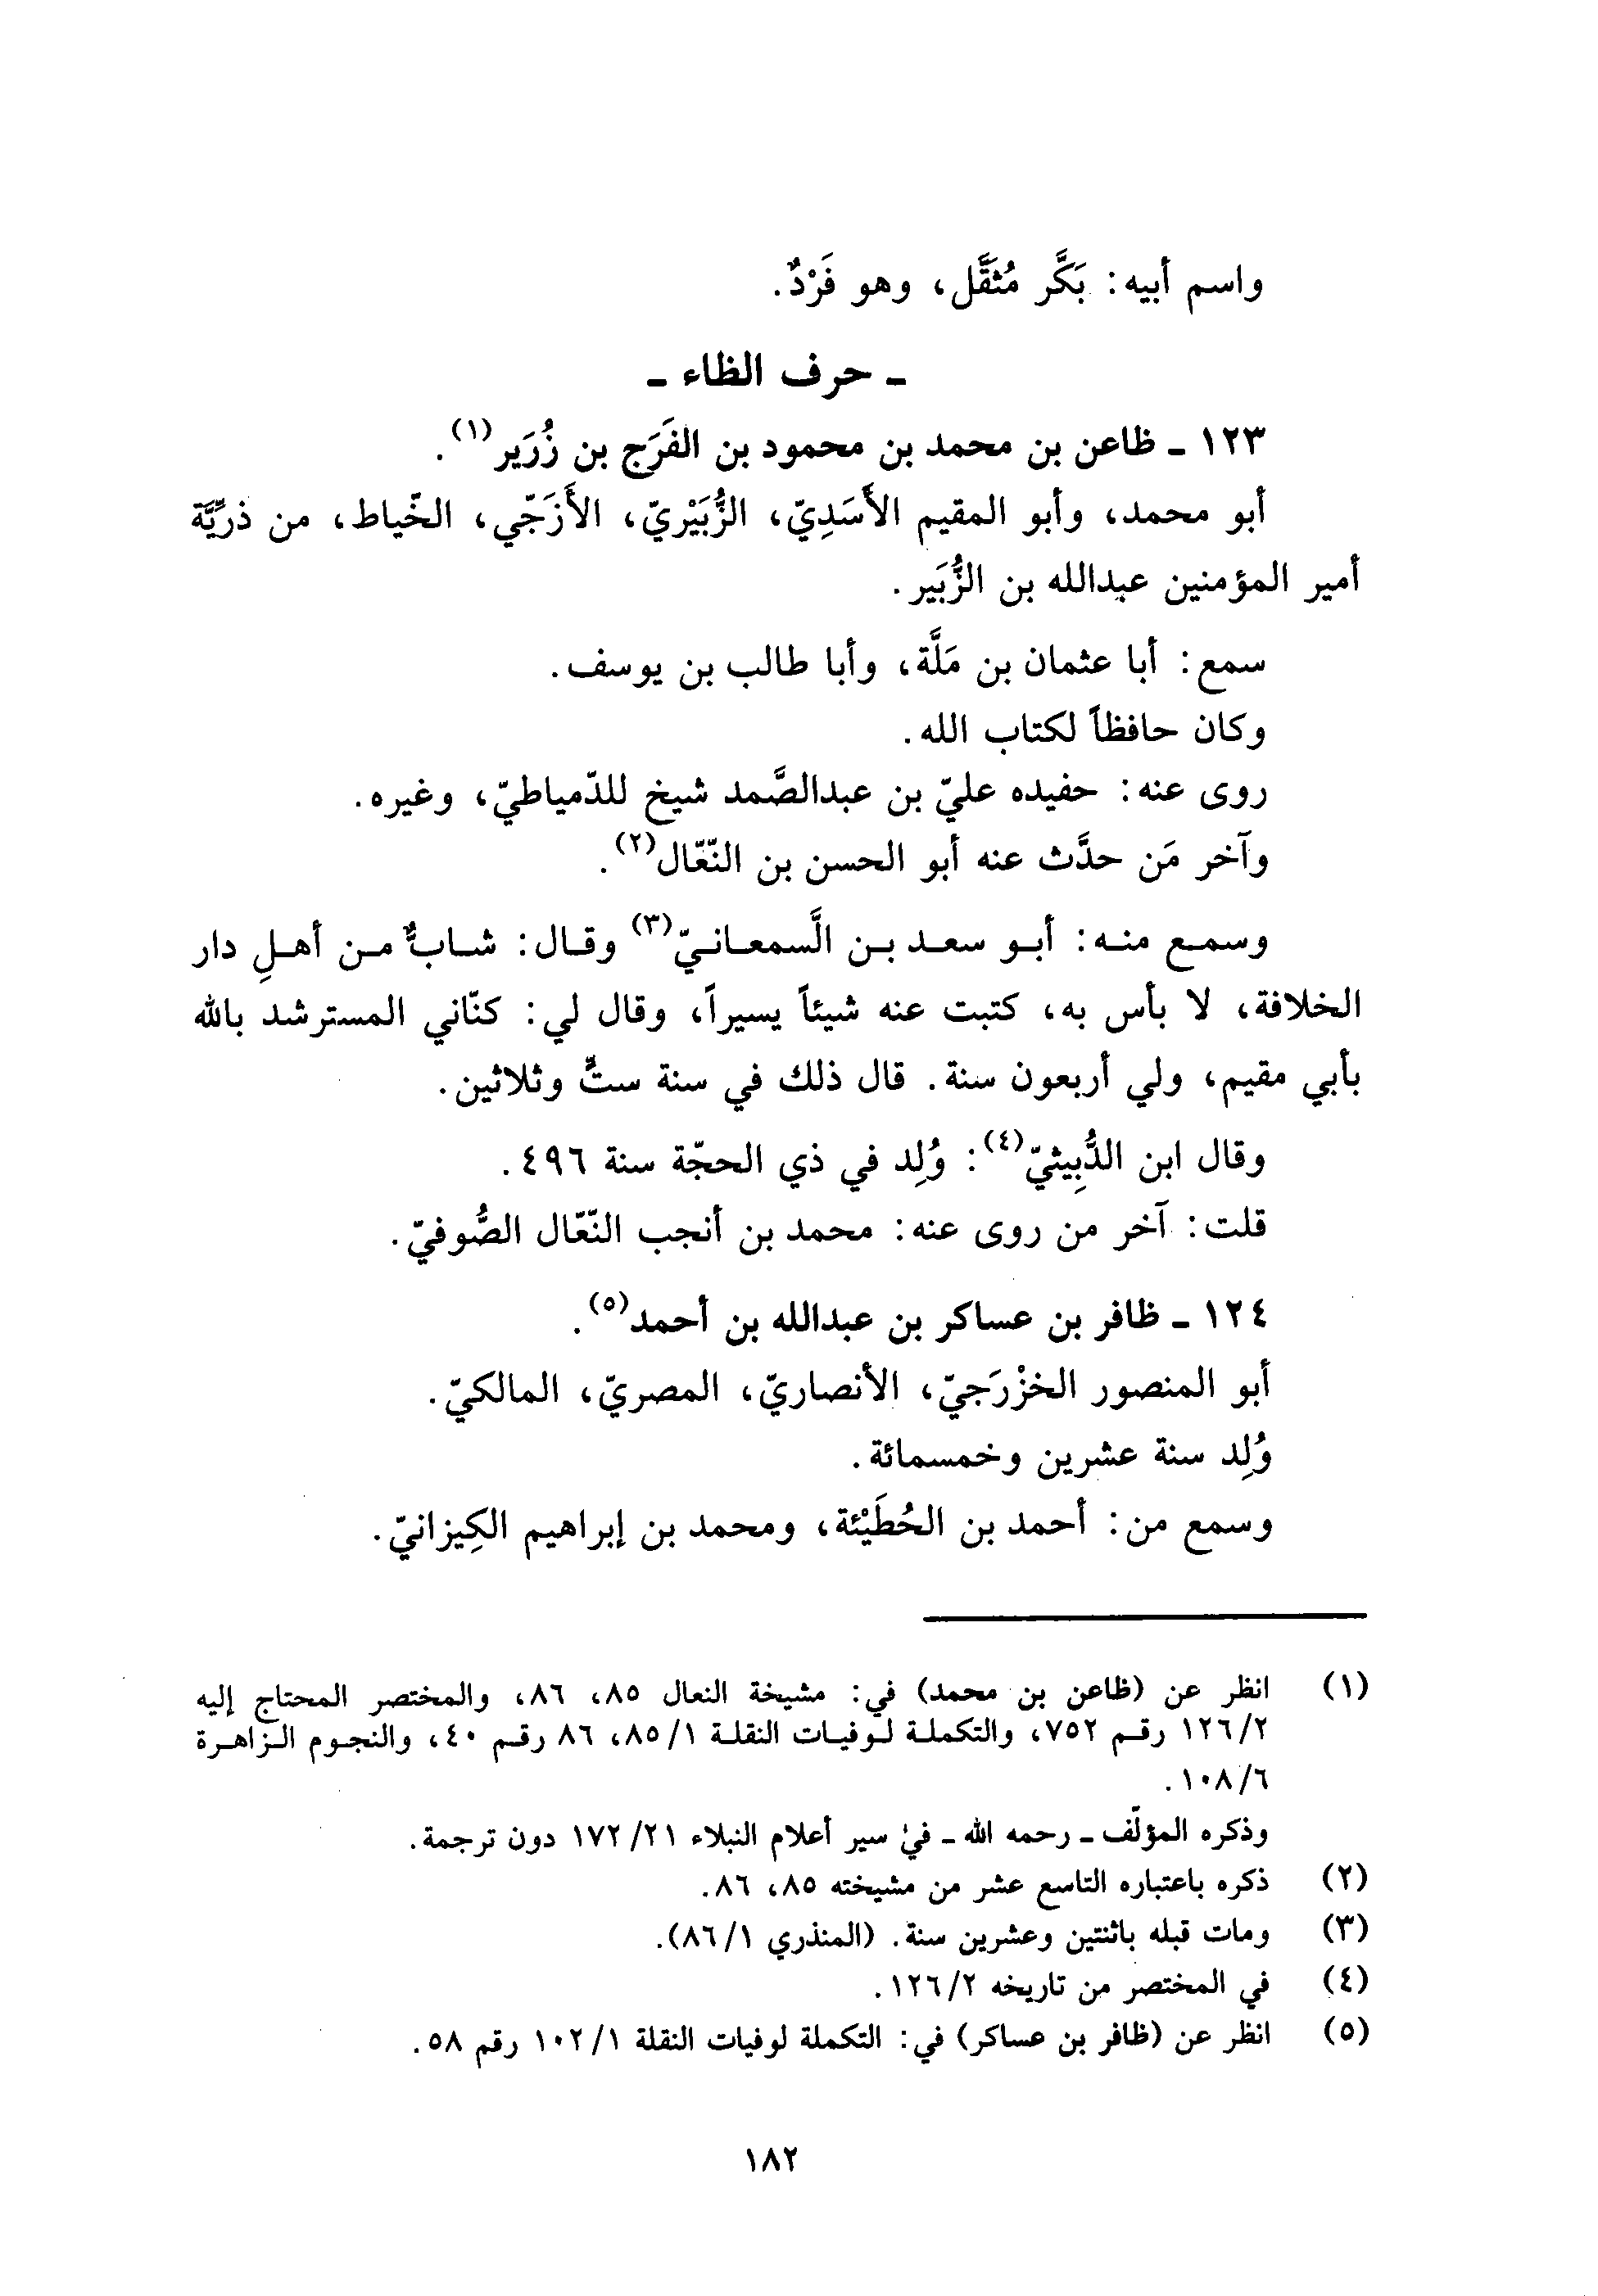 واسم أبيه: بَكَّر مُثَقَّل، وهو فَرْدٌ.
ـ حرف الظاء ـ
١٢٣ ـ ظاعن بن محمد بن محمود بن الفَرَج بن زُرَير(١).
أبو محمد، وأبو المقيم الأَسَدِيّ، الزُّبَيْريّ، الأَزَجّي، الخّياط، من ذرِّيَّة
أمير المؤمنين عبدالله بن الزُّبَير.
سمع: أبا عثمان بن مَلَّة، وأبا طالب بن يوسف.
وكان حافظاً لكتاب الله.
روى عنه: حفيده عليّ بن عبدالصَّمد شيخ للدّمياطيّ، وغيره.
وآخر مَن حدَّث عنه أبو الحسن بن النّعّال(٢).
وسمع منه: أبو سعد بن الَّسمعانيّ(٣) وقال: شابٌّ من أهلِ دار
الخلافة، لا بأس به، كتبت عنه شيئاً يسيراً، وقال لي: كنّاني المسترشد بالله
بأبي مقيم، ولي أربعون سنة. قال ذلك في سنة ستٍّ وثلاثين.
وقال ابن الدُّبِيثيّ(٤): وُلِد في ذي الحجّة سنة ٤٩٦.
قلت: آخر من روى عنه: محمد بن أنجب النّعّال الصُّوفيّ.
١٢٤ ـ ظافر بن عساكر بن عبدالله بن أحمد(٥).
أبو المنصور الخزْرَجيّ، الأنصاريّ، المصريّ، المالكيّ.
وُلِد سنة عشرين وخمسمائة.
وسمع من: أحمد بن الحُطَيْئة، ومحمد بن إبراهيم الكِيزانيّ.
(١) انظر عن (ظاعن بن محمد) في: مشيخة النعال ٨٥، ٨٦، والمختصر المحتاج إليه
١٢٦/٢ رقم ٧٥٢، والتكملة لوفيات النقلة ٨٥/١، ٨٦ رقم ٤٠، والنجوم الزاهرة
١٠٨/٦.
وذكره المؤلّف ـ رحمه الله ـ في سير أعلام النبلاء ١٧٢/٢١ دون ترجمة.
(٢) ذكره باعتباره التاسع عشر من مشيخته ٨٥، ٨٦.
(٣) ومات قبله باثنتين وعشرين سنة. (المنذري ٨٦/١).
(٤) في المختصر من تاريخه ١٢٦/٢.
(٥) انظر عن (ظافر بن عساكر) في: التكملة لوفيات النقلة ١٠٢/١ رقم ٥٨.
١٨٢